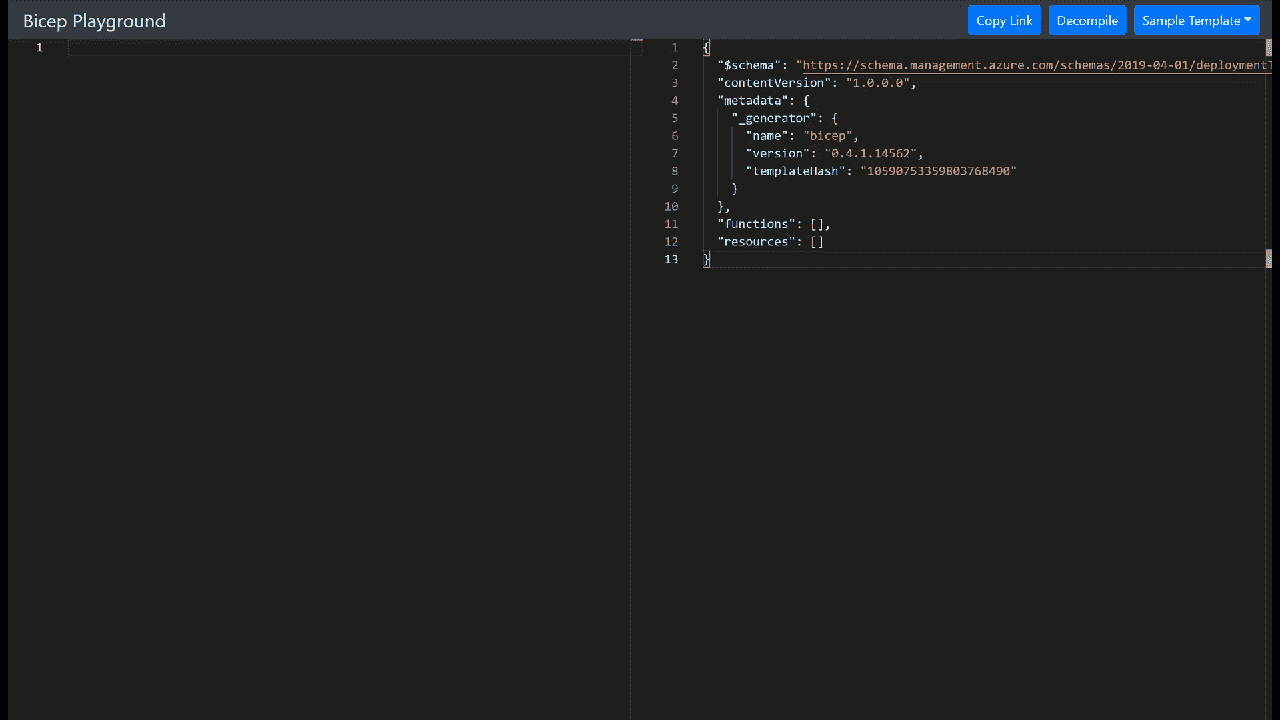 Bicep Playground
Copy Link
Decompile
Sample Template
1
1 {
2 "$schema": "https://schema.management.azure.com/schemas/2019-04-01/deployment
3 "contentVersion": "1.0.0.0",
4 "metadata": {
5 "_generator": {
6 "name": "bicep",
7 "version": "0.4.1.14562",
8 "templateHash": "10590753359803768490"
9 }
10 },
11 "functions": [],
12 "resources": []
13 }